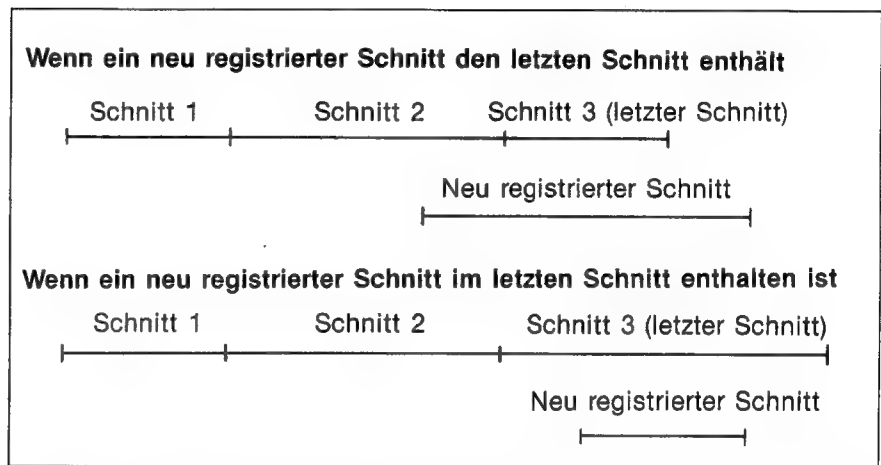 Wenn ein neu registrierter Schnitt den letzten Schnitt enthält
Schnitt 1 Schnitt 2 Schnitt 3 (letzter Schnitt)
Neu registrierter Schnitt
Wenn ein neu registrierter Schnitt im letzten Schnitt enthalten ist
Schnitt 1 Schnitt 2 Schnitt 3 (letzter Schnitt)
Neu registrierter Schnitt